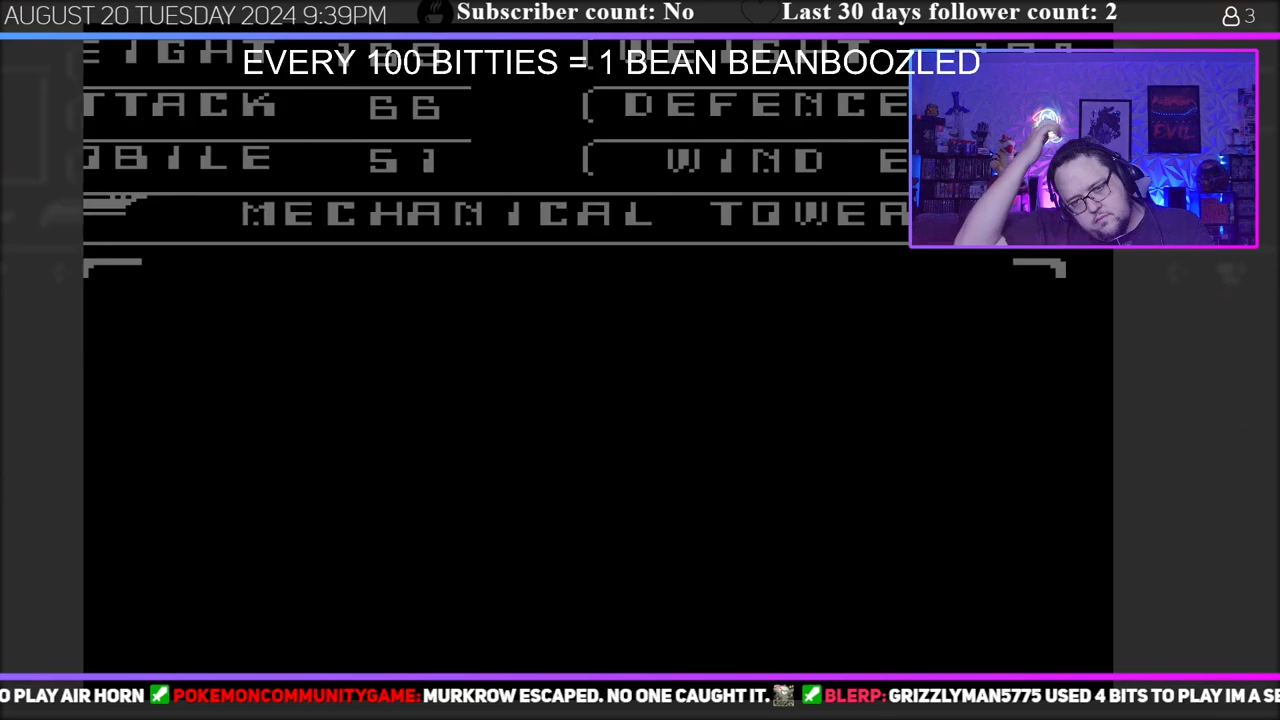 AUGUST 20 TUESDAY 2024 9:39PM
Subscriber count: No
Last 30 days follower count: 2
3
EVERY 100 BITTIES = 1 BEAN BEANBOOZLED
TTACK 66 DEFENCE
OBILE 51 WIND E
MECHANICAL TOWER
O PLAY AIR HORN POKEMONCOMMUNITYGAME: MURKROW ESCAPED. NO ONE CAUGHT IT. BLERP: GRIZZLYMAN5775 USED 4 BITS TO PLAY IM A SE